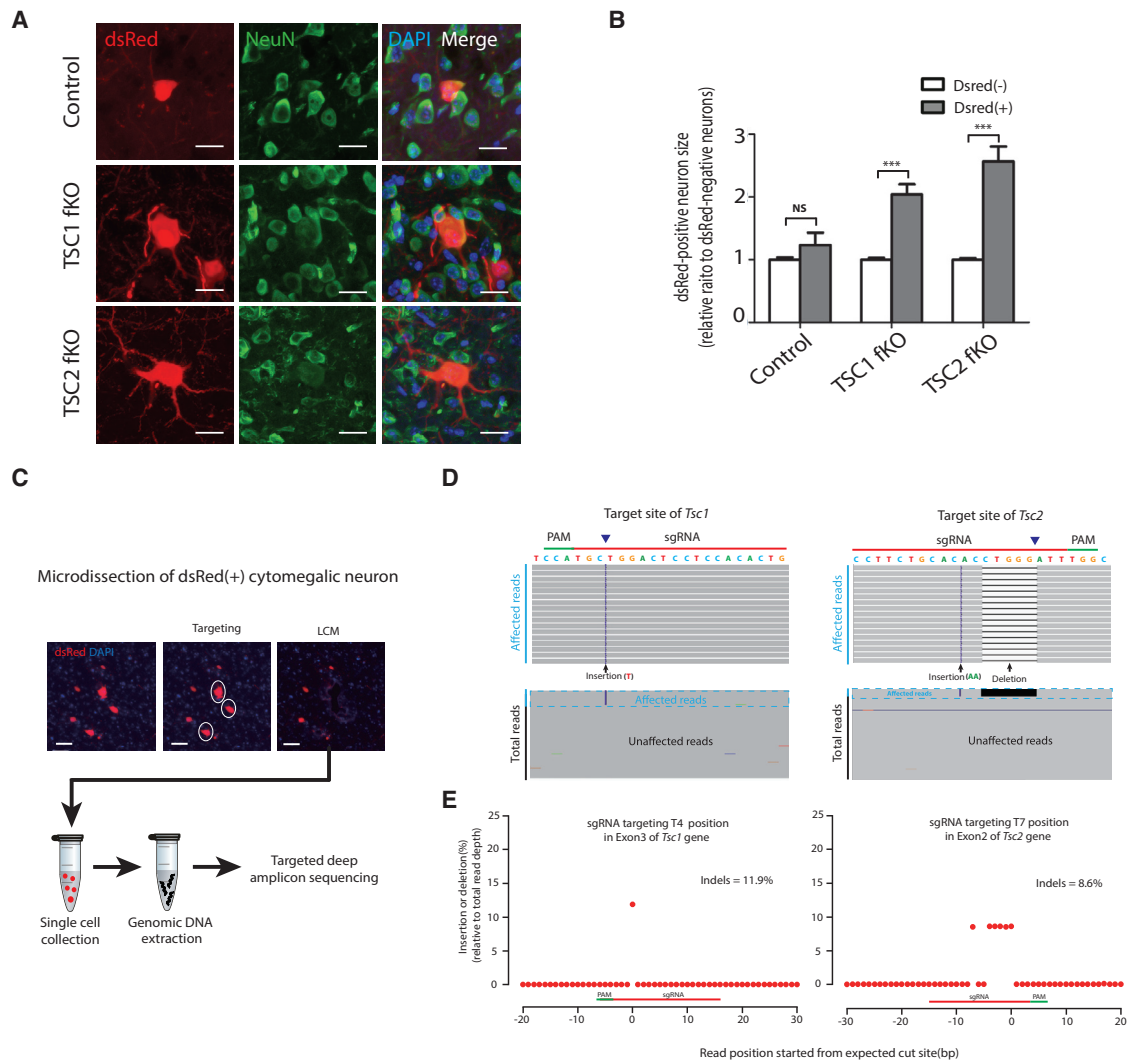 A
dsRed
NeuN
DAPI Merge
Control
TSC1 fKO
TSC2 fKO
B
Dsred(-)
Dsred(+)
dsRed-positive neuron size
(relative raito to dsRed-negative neurons)
3
2
1
0
NS
***
***
Control
TSC1 fKO
TSC2 fKO
C
Microdissection of dsRed(+) cytomegalic neuron
Targeting
LCM
dsRed DAPI
Single cell
collection
Genomic DNA
extraction
Targeted deep
amplicon sequencing
D
Target site of Tsc1
PAM
sgRNA
T C C A T G C T G G A C T C C T C C A C A C T G
Affected reads
Insertion (T)
Affected reads
Total reads
Unaffected reads
Target site of Tsc2
sgRNA
PAM
C C T T C T G C A C A C C T G G G A T T T G G C
Affected reads
Insertion (AA)
Deletion
Affected reads
Total reads
Unaffected reads
E
Insertion or deletion(%)
(relative to total read depth)
25
20
15
10
5
0
sgRNA targeting T4 position
in Exon3 of Tsc1 gene
Indels = 11.9%
PAM
sgRNA
-20 -10 0 10 20 30
25
20
15
10
5
0
sgRNA targeting T7 position
in Exon2 of Tsc2 gene
Indels = 8.6%
sgRNA
PAM
-30 -20 -10 0 10 20
Read position started from expected cut site(bp)